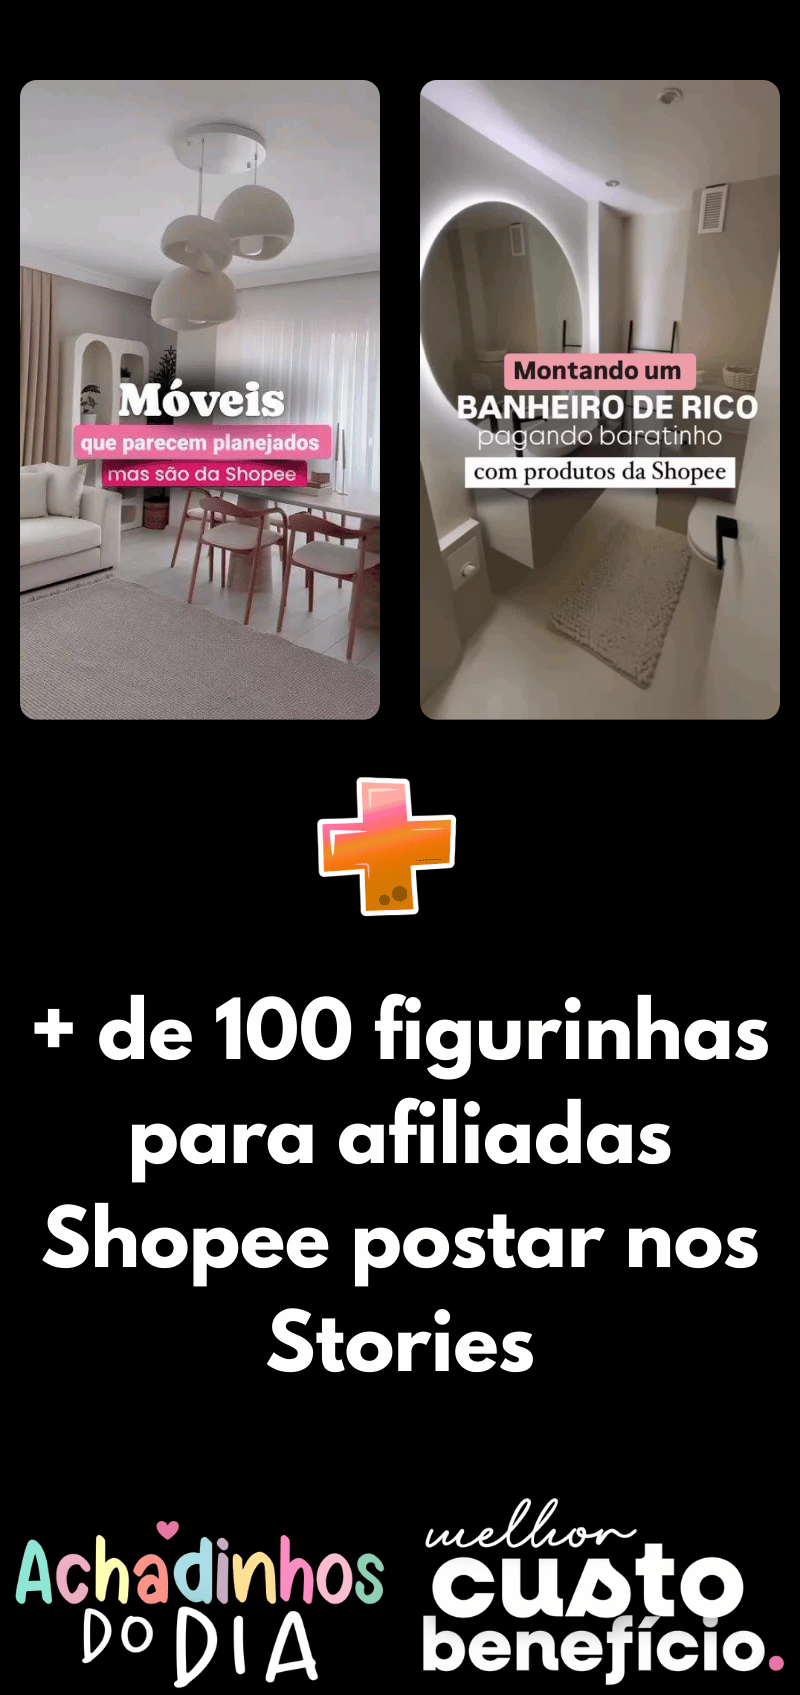 Móveis
que parecem planejados
mas são da Shopee
Montando um
BANHEIRO DE RICO
pagando baratinho
com produtos da Shopee
+ de 100 figurinhas
para afiliadas
Shopee postar nos
Stories
Achadinhos
DO DIA
melhor
custo
benefício.